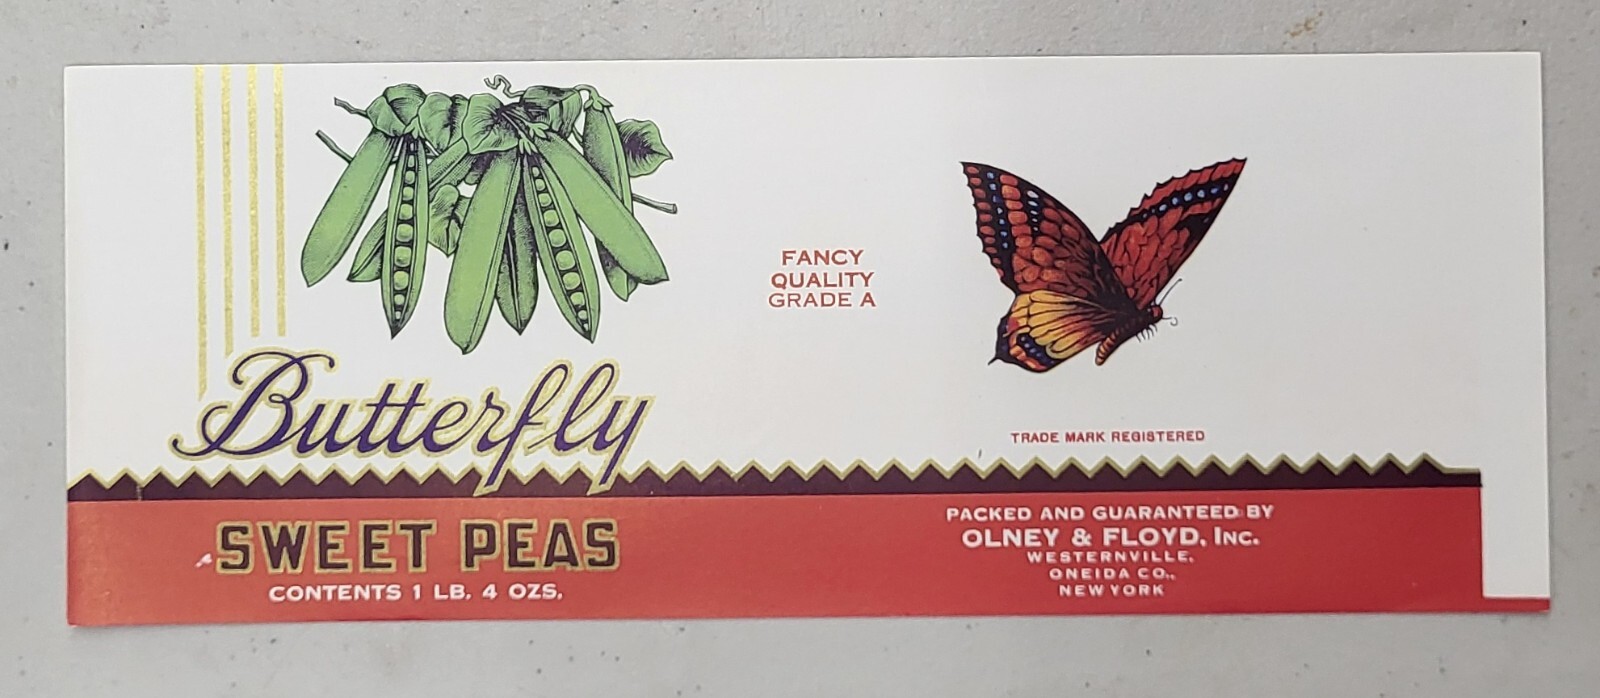 Butterfly
SWEET PEAS
CONTENTS 1 LB. 4 OZS.
FANCY
QUALITY
GRADE A
TRADE MARK REGISTERED
PACKED AND GUARANTEED BY
OLNEY & FLOYD, INC.
WESTERNVILLE,
ONEIDA CO.,
NEW YORK